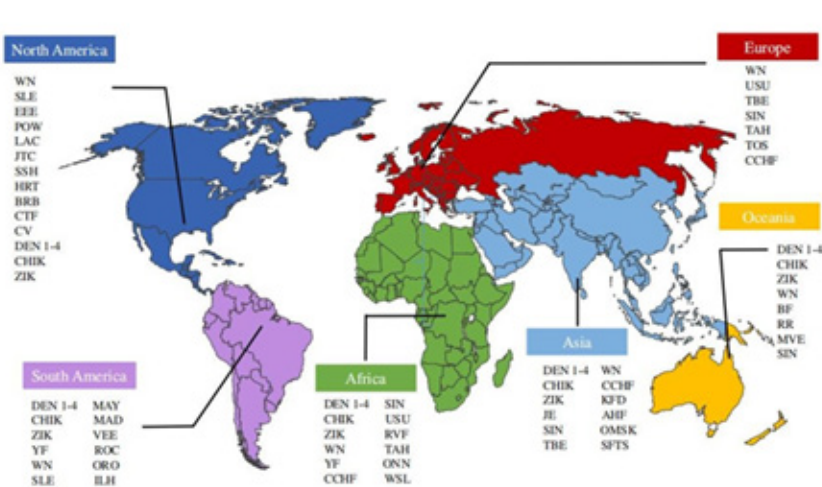 North America
WN
SLE
EEE
POW
LAC
JTC
SSH
HRT
BRB
CTF
CV
DEN 1-4
CHIK
ZIK
Europe
WN
USU
TBE
SIN
TAH
TOS
CCHF
Oceania
DEN 1-4
CHIK
ZIK
WN
BF
RR
MVE
SIN
South America
DEN 1-4 MAY
CHIK MAD
ZIK VEE
YF ROC
WN ORO
SLE ILH
Africa
DEN 1-4 SIN
CHIK USU
ZIK RVF
WN TAH
YF ONN
CCHF WSL
Asia
DEN 1-4 WN
CHIK CCHF
ZIK KFD
JE AHF
SIN OMSK
TBE SFTS